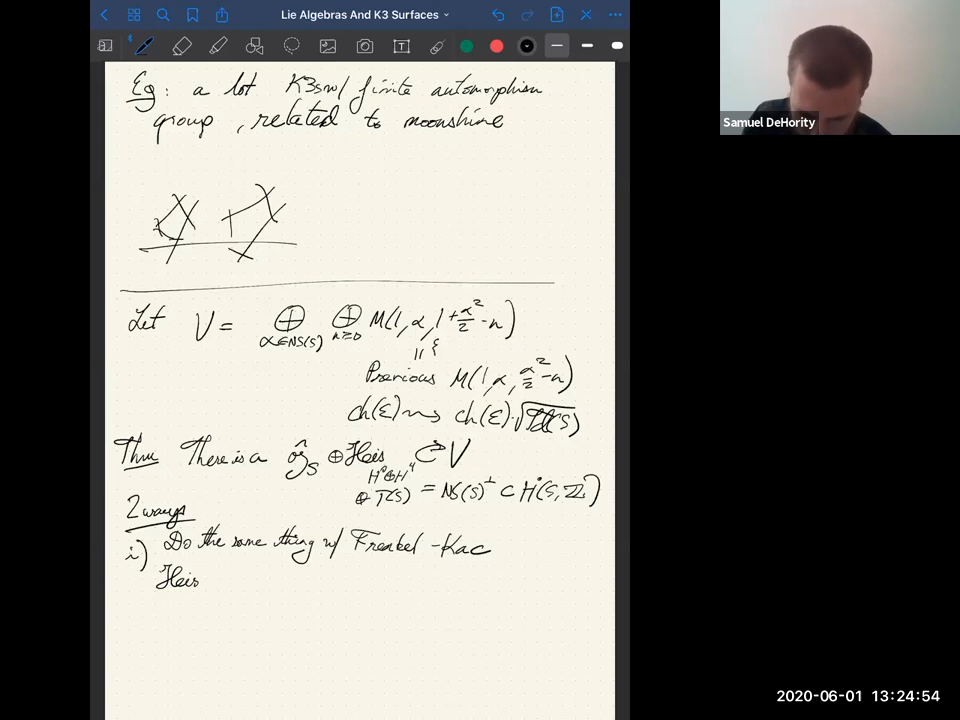 Lie Algebras And K3 Surfaces
Eg: a lot K3s w/ finite automorphism
group, related to moonshine
Let V = ⊕ ⊕ M(1, α, 1 + α²/2 - n)
α∈NS(S) n≥0
Previous M(1, α, α²/2 - n)
ch(E) ⇝ ch(E)·√Td(S)
Thm There is a ĝ_S ⊕ Heis ↻ V
H⁰⊕H⁴
⊕ T(S) = NS(S)^⊥ ⊂ H^•(S, ℤ)
2 ways
i) Do the same thing w/ Frenkel-Kac
Heis
Samuel DeHority
2020-06-01 13:24:54